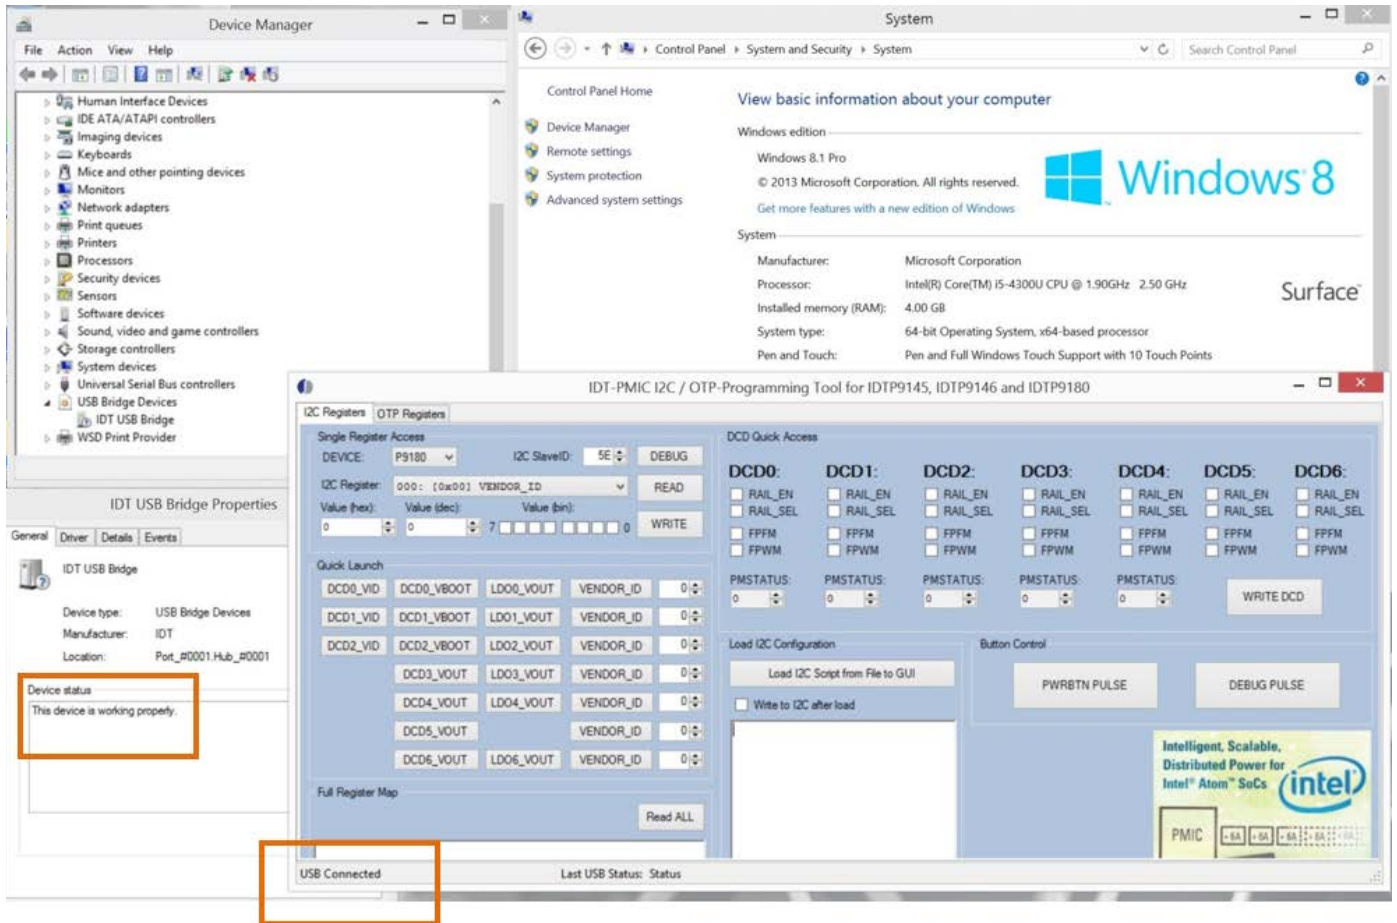 Device Manager
File Action View Help
Human Interface Devices
IDE ATA/ATAPI controllers
Imaging devices
Keyboards
Mice and other pointing devices
Monitors
Network adapters
Print queues
Printers
Processors
Security devices
Sensors
Software devices
Sound, video and game controllers
Storage controllers
System devices
Universal Serial Bus controllers
USB Bridge Devices
IDT USB Bridge
WSD Print Provider
System
Control Panel System and Security System
Search Control Panel
Control Panel Home
Device Manager
Remote settings
System protection
Advanced system settings
View basic information about your computer
Windows edition
Windows 8.1 Pro
© 2013 Microsoft Corporation. All rights reserved.
Get more features with a new edition of Windows
Windows 8
System
Manufacturer: Microsoft Corporation
Processor: Intel(R) Core(TM) i5-4300U CPU @ 1.90GHz 2.50 GHz
Installed memory (RAM): 4.00 GB
System type: 64-bit Operating System, x64-based processor
Pen and Touch: Pen and Full Windows Touch Support with 10 Touch Points
Surface
IDT USB Bridge Properties
General Driver Details Events
IDT USB Bridge
Device type: USB Bridge Devices
Manufacturer: IDT
Location: Port_#0001.Hub_#0001
Device status
This device is working properly.
IDT-PMIC I2C / OTP-Programming Tool for IDTP9145, IDTP9146 and IDTP9180
I2C Registers OTP Registers
Single Register Access
DEVICE: P9180 I2C SlaveID: 5E DEBUG
I2C Register: 000: [0x00] VENDOR_ID READ
Value (hex): Value (dec): Value (bin):
0 0 7 0 WRITE
Quick Launch
DCD0_VID DCD0_VBOOT LDO0_VOUT VENDOR_ID 0
DCD1_VID DCD1_VBOOT LDO1_VOUT VENDOR_ID 0
DCD2_VID DCD2_VBOOT LDO2_VOUT VENDOR_ID 0
DCD3_VOUT LDO3_VOUT VENDOR_ID 0
DCD4_VOUT LDO4_VOUT VENDOR_ID 0
DCD5_VOUT VENDOR_ID 0
DCD6_VOUT LDO6_VOUT VENDOR_ID 0
Full Register Map
Read ALL
DCD Quick Access
DCD0: DCD1: DCD2: DCD3: DCD4: DCD5: DCD6:
RAIL_EN RAIL_EN RAIL_EN RAIL_EN RAIL_EN RAIL_EN RAIL_EN
RAIL_SEL RAIL_SEL RAIL_SEL RAIL_SEL RAIL_SEL RAIL_SEL RAIL_SEL
FPFM FPFM FPFM FPFM FPFM FPFM FPFM
FPWM FPWM FPWM FPWM FPWM FPWM FPWM
PMSTATUS: PMSTATUS: PMSTATUS: PMSTATUS: PMSTATUS:
0 0 0 0 0 WRITE DCD
Load I2C Configuration
Load I2C Script from File to GUI
Write to I2C after load
Button Control
PWRBTN PULSE DEBUG PULSE
Intelligent, Scalable,
Distributed Power for
Intel® Atom™ SoCs
intel
PMIC +6A +6A +6A
USB Connected Last USB Status: Status